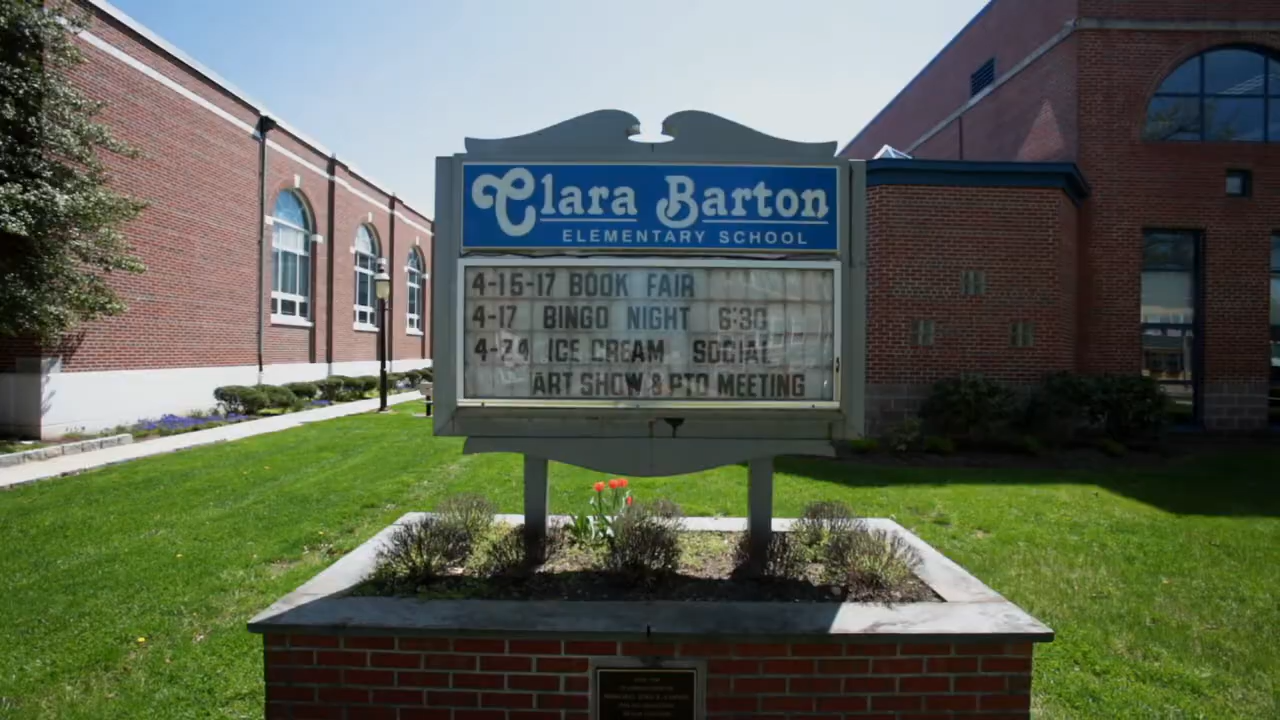 Clara Barton
ELEMENTARY SCHOOL
4-15-17 BOOK FAIR
4-17 BINGO NIGHT 6:30
4-24 ICE CREAM SOCIAL
ART SHOW & PTO MEETING